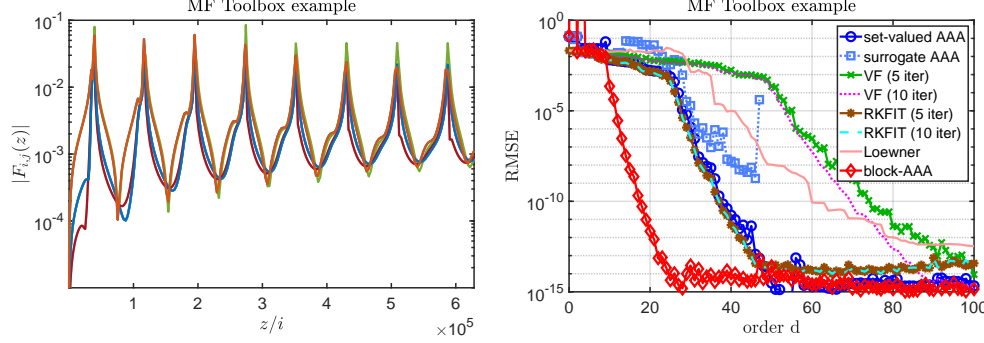 MF Toolbox example
10^-1
10^-2
10^-3
10^-4
|F_{i,j}(z)|
1
2
3
4
5
6
z/i
×10^5
MF Toolbox example
10^0
10^-5
10^-10
10^-15
RMSE
0
20
40
60
80
100
order d
set-valued AAA
surrogate AAA
VF (5 iter)
VF (10 iter)
RKFIT (5 iter)
RKFIT (10 iter)
Loewner
block-AAA